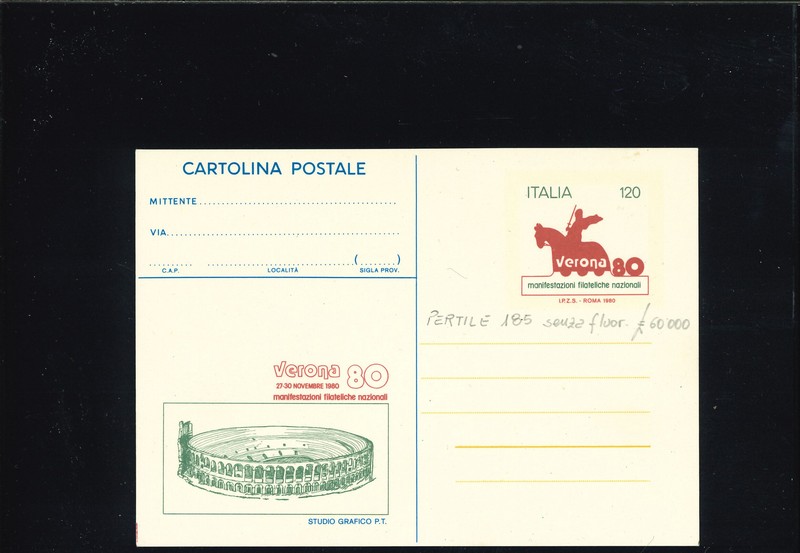 CARTOLINA POSTALE
MITTENTE
VIA
( )
C.A.P. LOCALITÀ SIGLA PROV.
Verona 80
27-30 NOVEMBRE 1980
manifestazioni filateliche nazionali
STUDIO GRAFICO P.T.
ITALIA 120
Verona 80
manifestazioni filateliche nazionali
I.P.Z.S. - ROMA 1980
PERTILE 185 senza fluor. £ 60.000